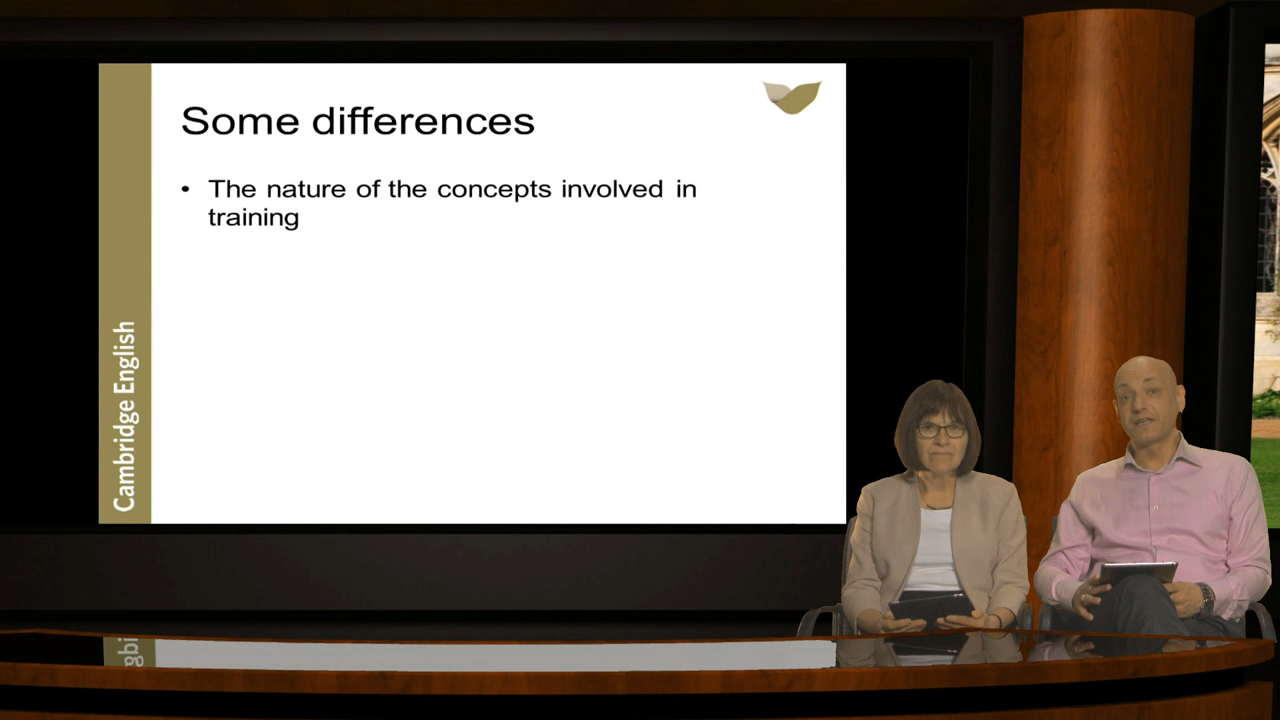 Some differences
• The nature of the concepts involved in
training
Cambridge English